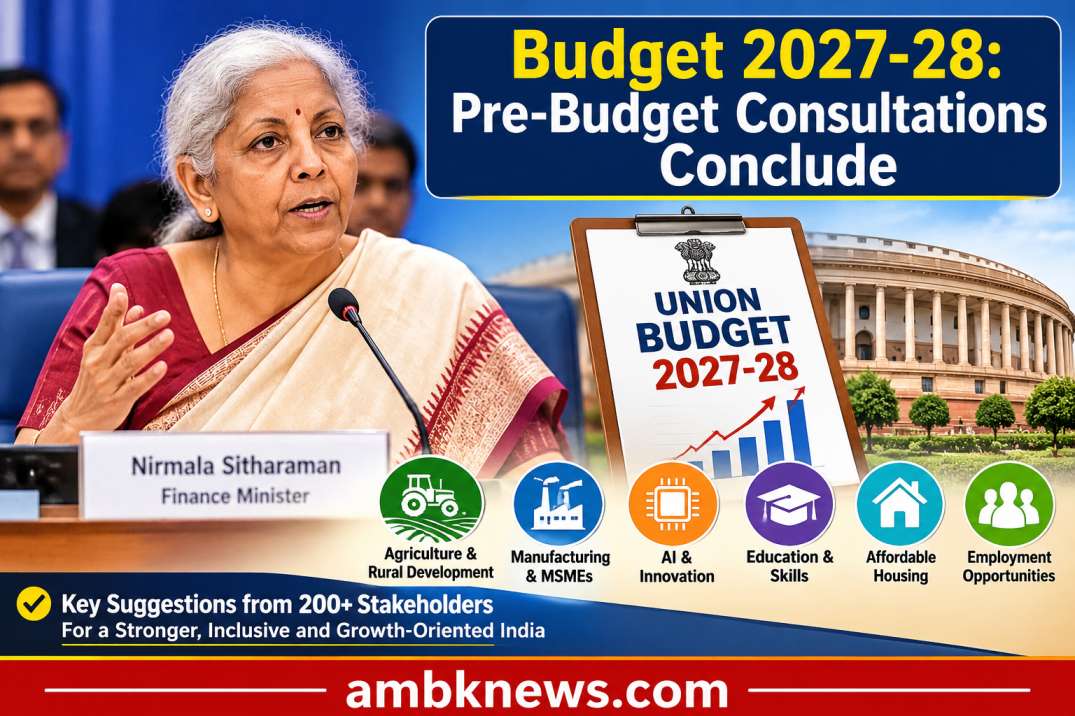 Budget 2027-28:
Pre-Budget Consultations
Conclude
UNION
BUDGET
2027-28
Nirmala Sitharaman
Finance Minister
Agriculture &
Rural Development
Manufacturing
& MSMEs
AI &
Innovation
Education &
Skills
Affordable
Housing
Employment
Opportunities
Key Suggestions from 200+ Stakeholders
For a Stronger, Inclusive and Growth-Oriented India
ambknews.com